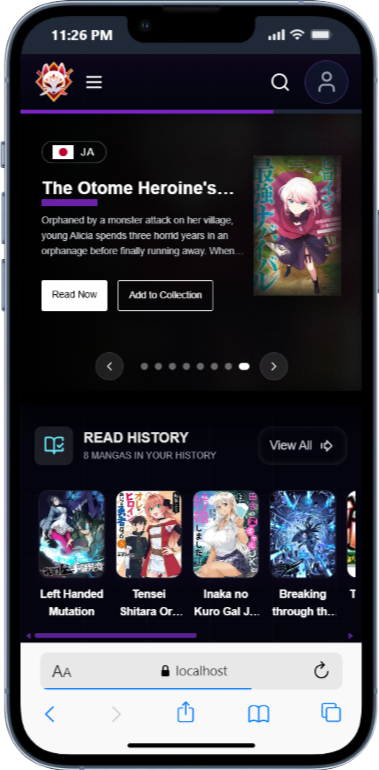 11:26 PM
JA
The Otome Heroine's...
Orphaned by a monster attack on her village,
young Alicia spends three horrid years in an
orphanage before finally running away. When...
Read Now
Add to Collection
READ HISTORY
8 MANGAS IN YOUR HISTORY
View All
Left Handed
Mutation
Tensei
Shitara Or...
Inaka no
Kuro Gal J...
Breaking
through th...
T
AA
localhost